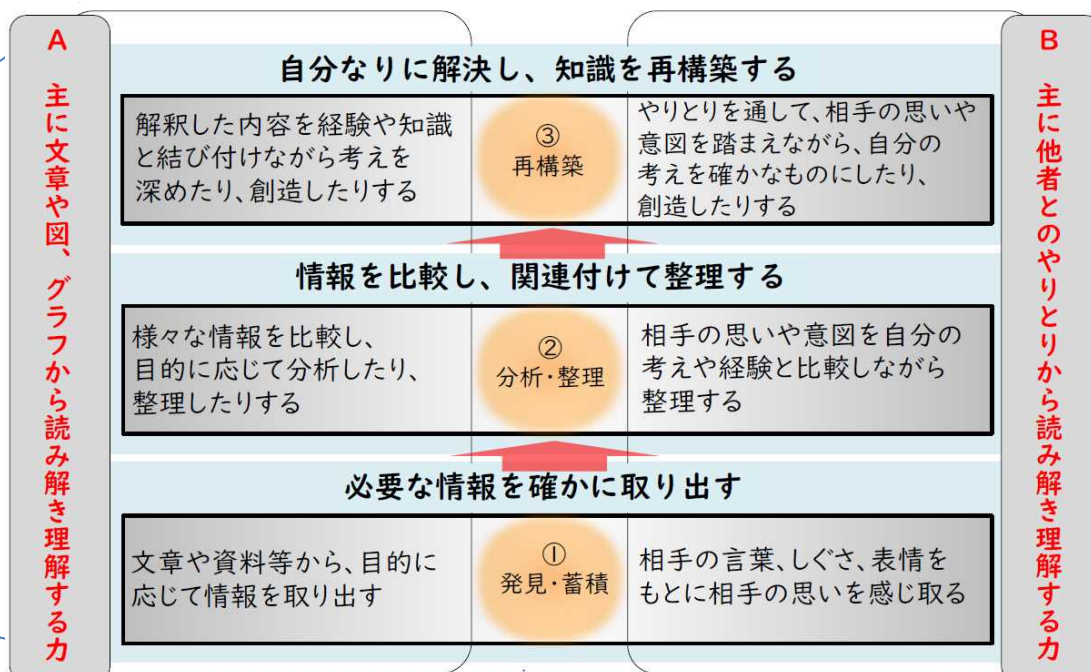 A 主に文章や図、グラフから読み解き理解する力
自分なりに解決し、知識を再構築する
解釈した内容を経験や知識
と結び付けながら考えを
深めたり、創造したりする
③
再構築
やりとりを通して、相手の思いや
意図を踏まえながら、自分の
考えを確かなものにしたり、
創造したりする
情報を比較し、関連付けて整理する
様々な情報を比較し、
目的に応じて分析したり、
整理したりする
②
分析・整理
相手の思いや意図を自分の
考えや経験と比較しながら
整理する
必要な情報を確かに取り出す
文章や資料等から、目的に
応じて情報を取り出す
①
発見・蓄積
相手の言葉、しぐさ、表情を
もとに相手の思いを感じ取る
B 主に他者とのやりとりから読み解き理解する力